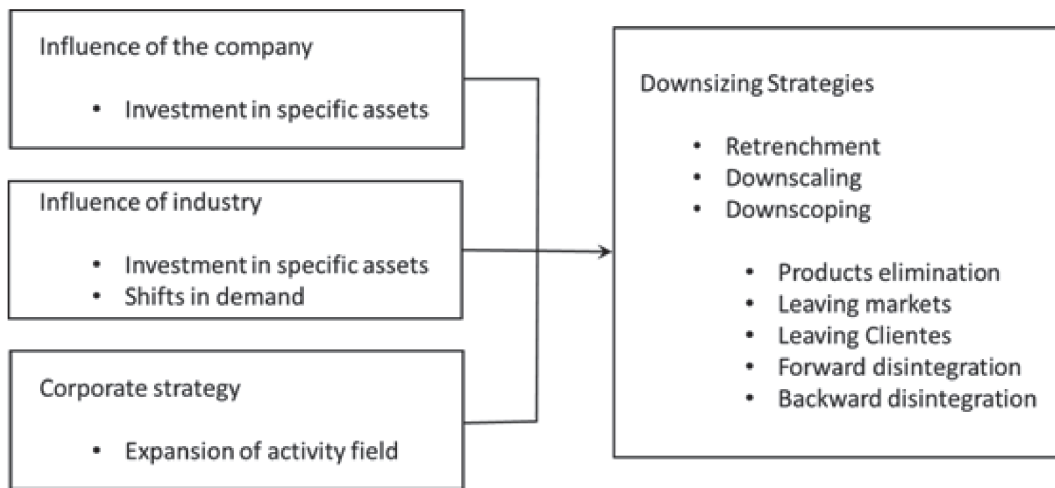 Influence of the company
• Investment in specific assets
Influence of industry
• Investment in specific assets
• Shifts in demand
Corporate strategy
• Expansion of activity field
Downsizing Strategies
• Retrenchment
• Downscaling
• Downscoping
• Products elimination
• Leaving markets
• Leaving Clientes
• Forward disintegration
• Backward disintegration